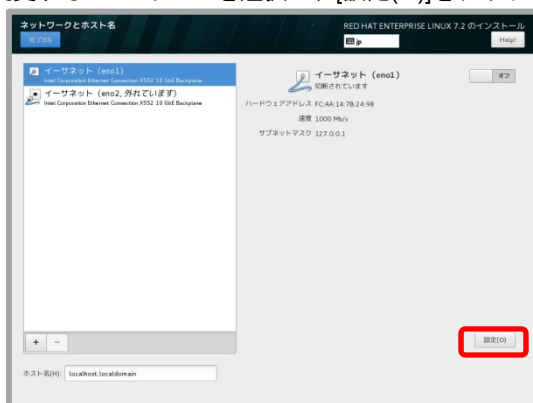 ネットワークとホスト名
完了(D)
RED HAT ENTERPRISE LINUX 7.2 のインストール
jp
Help!
イーサネット (eno1)
Intel Corporation Ethernet Connection X552 10 GbE Backplane
イーサネット (eno2, 外れています)
Intel Corporation Ethernet Connection X552 10 GbE Backplane
イーサネット (eno1)
切断されています
オフ
ハードウェアアドレス FC:AA:14:7B:24:98
速度 1000 Mb/s
サブネットマスク 127.0.0.1
+ −
設定(O)
ホスト名(H): localhost.localdomain